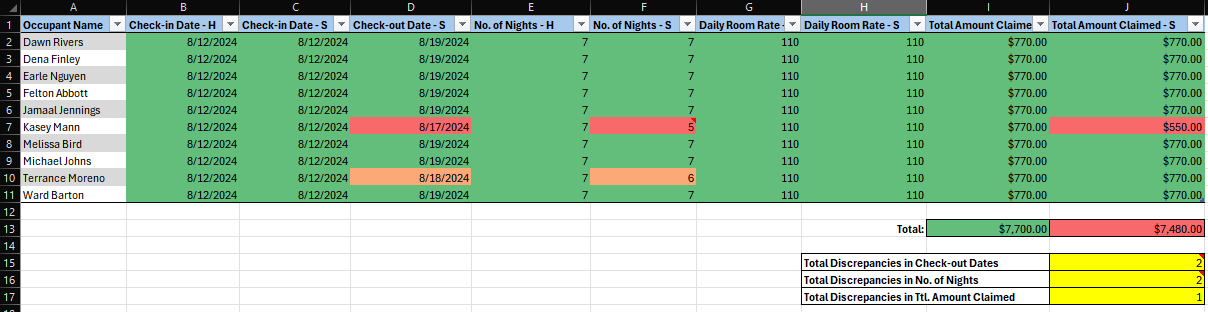 A B C D E F G H I J
1 Occupant Name Check-in Date - H Check-in Date - S Check-out Date - S No. of Nights - H No. of Nights - S Daily Room Rate - Daily Room Rate - S Total Amount Claime Total Amount Claimed - S
2 Dawn Rivers 8/12/2024 8/12/2024 8/19/2024 7 7 110 110 $770.00 $770.00
3 Dena Finley 8/12/2024 8/12/2024 8/19/2024 7 7 110 110 $770.00 $770.00
4 Earle Nguyen 8/12/2024 8/12/2024 8/19/2024 7 7 110 110 $770.00 $770.00
5 Felton Abbott 8/12/2024 8/12/2024 8/19/2024 7 7 110 110 $770.00 $770.00
6 Jamaal Jennings 8/12/2024 8/12/2024 8/19/2024 7 7 110 110 $770.00 $770.00
7 Kasey Mann 8/12/2024 8/12/2024 8/17/2024 7 5 110 110 $770.00 $550.00
8 Melissa Bird 8/12/2024 8/12/2024 8/19/2024 7 7 110 110 $770.00 $770.00
9 Michael Johns 8/12/2024 8/12/2024 8/19/2024 7 7 110 110 $770.00 $770.00
10 Terrance Moreno 8/12/2024 8/12/2024 8/18/2024 7 6 110 110 $770.00 $770.00
11 Ward Barton 8/12/2024 8/12/2024 8/19/2024 7 7 110 110 $770.00 $770.00
12
13 Total: $7,700.00 $7,480.00
14
15 Total Discrepancies in Check-out Dates 2
16 Total Discrepancies in No. of Nights 2
17 Total Discrepancies in Ttl. Amount Claimed 1